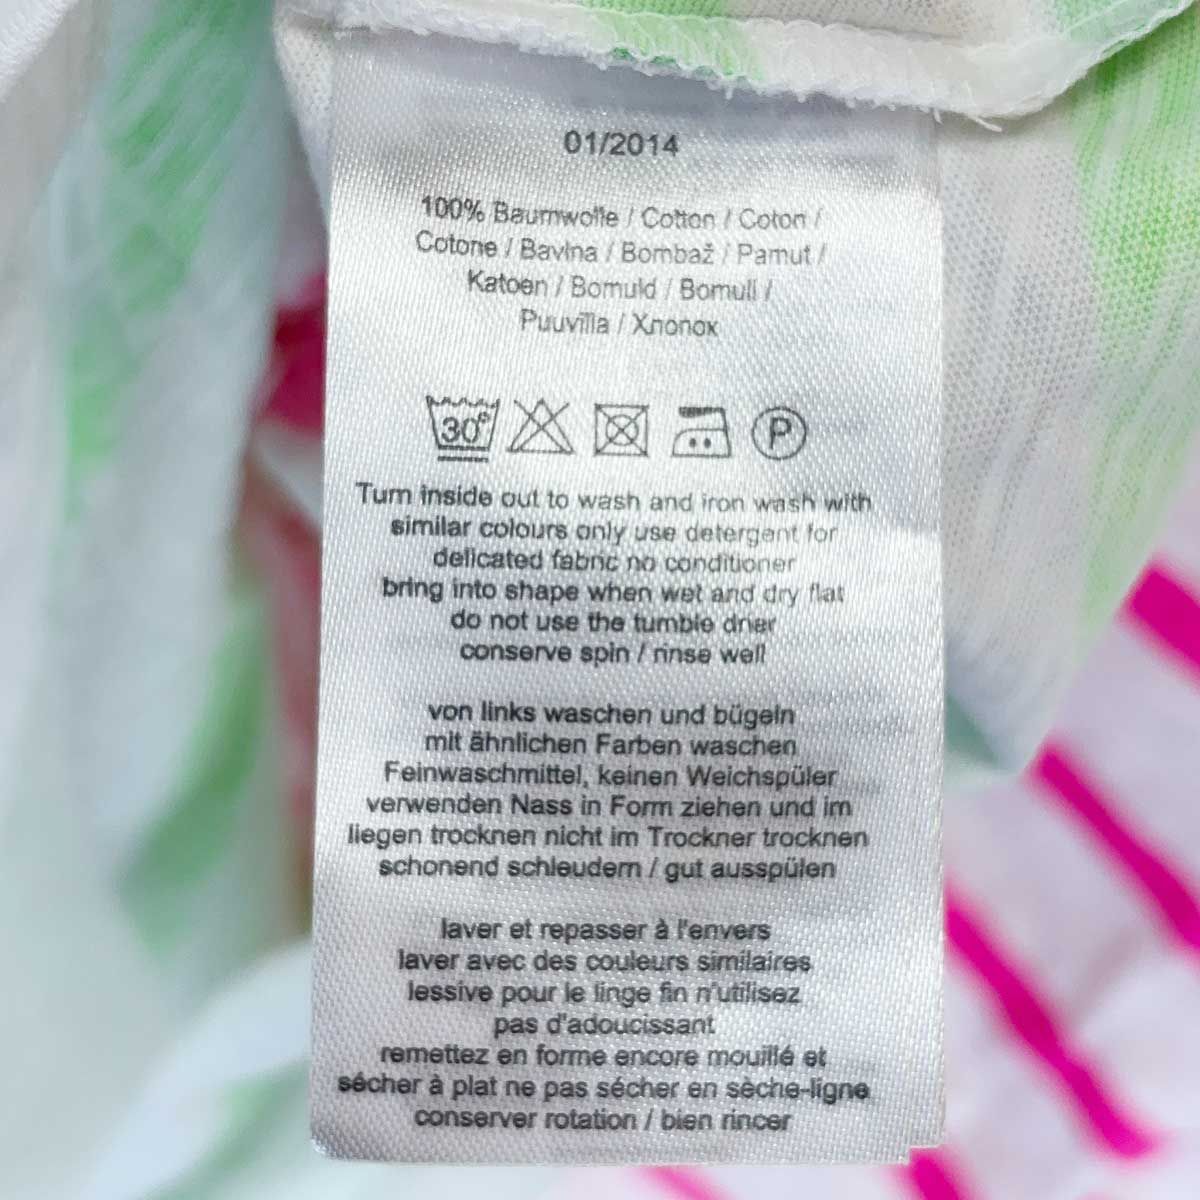 01/2014
100% Baumwolle / Cotton / Coton /
Cotone / Bavlna / Bombaž / Pamut /
Katoen / Bomuld / Bomull /
Puuvilla / Хлопок
30°
P
Turn inside out to wash and iron wash with
similar colours only use detergent for
delicated fabric no conditioner
bring into shape when wet and dry flat
do not use the tumble drier
conserve spin / rinse well
von links waschen und bügeln
mit ähnlichen Farben waschen
Feinwaschmittel, keinen Weichspüler
verwenden Nass in Form ziehen und im
liegen trocknen nicht im Trockner trocknen
schonend schleudern / gut ausspülen
laver et repasser à l'envers
laver avec des couleurs similaires
lessive pour le linge fin n'utilisez
pas d'adoucissant
remettez en forme encore mouillé et
sécher à plat ne pas sécher en sèche-ligne
conserver rotation / bien rincer